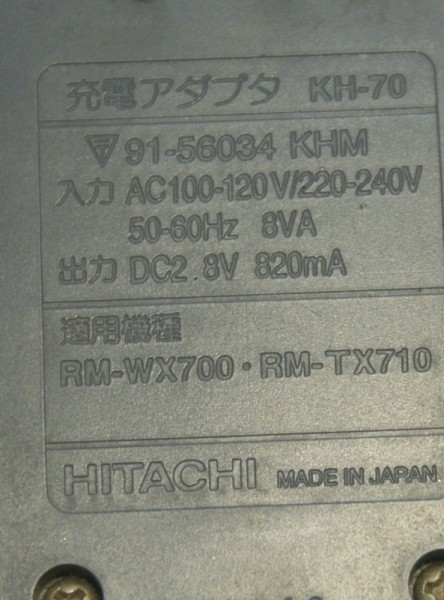 充電アダプタ KH-70
91-56034 KHM
入力 AC100-120V/220-240V
50-60Hz 8VA
出力 DC2.8V 820mA
適用機種
RM-WX700・RM-TX710
HITACHI MADE IN JAPAN